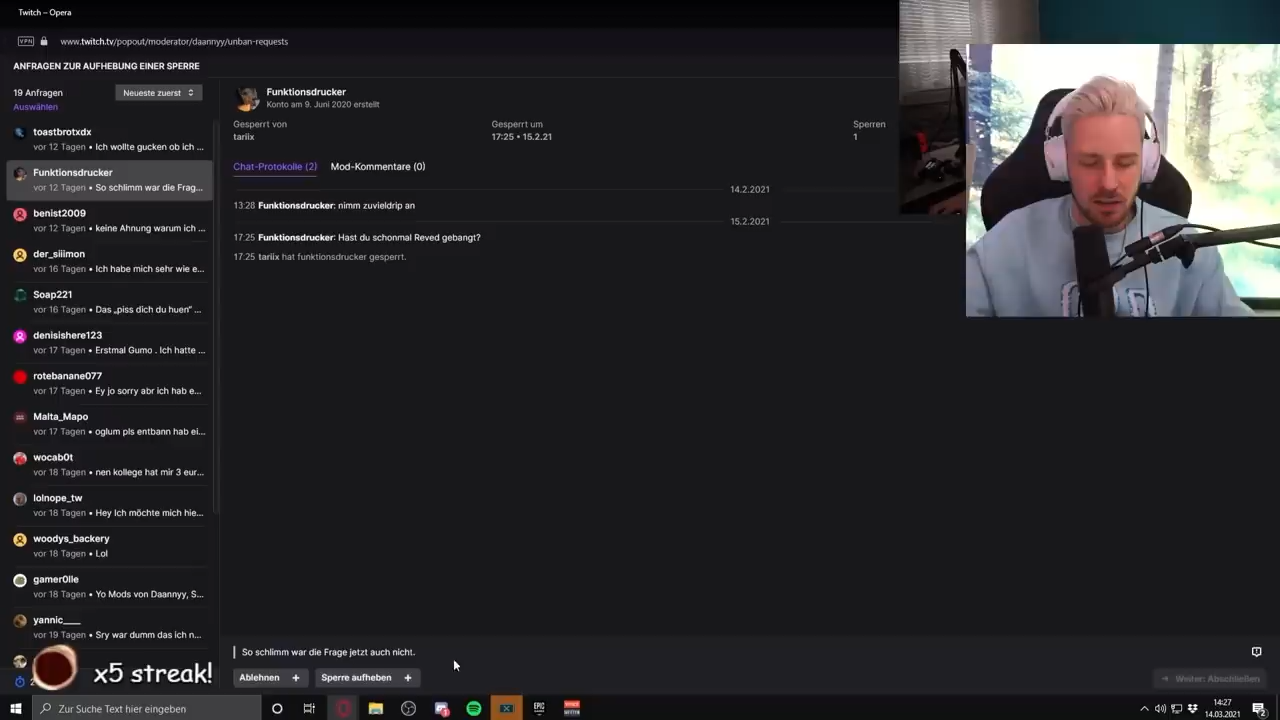 Twitch – Opera
VPN
ANFRAGEN ZUR AUFHEBUNG EINER SPERRE
19 Anfragen
Neueste zuerst
Auswählen
toastbrotxdx
vor 12 Tagen • Ich wollte gucken ob ich ...
Funktionsdrucker
vor 12 Tagen • So schlimm war die Frag...
benist2009
vor 12 Tagen • keine Ahnung warum ich ...
der_siiimon
vor 16 Tagen • Ich habe mich sehr wie e...
Soap221
vor 16 Tagen • Das „piss dich du huen“ ...
denisishere123
vor 17 Tagen • Erstmal Gumo . Ich hatte ...
rotebanane077
vor 17 Tagen • Ey jo sorry abr ich hab e...
Malta_Mapo
vor 17 Tagen • oglum pls entbann hab ei...
wocab0t
vor 18 Tagen • nen kollege hat mir 3 eur...
lolnope_tw
vor 18 Tagen • Hey Ich möchte mich hie...
woodys_backery
vor 18 Tagen • Lol
vor 18 Tagen • Yo Mods von Daannyy, S...
yannic____
vor 19 Tagen • Sry war dumm das ich n...
x5 streak!
Funktionsdrucker
Konto am 9. Juni 2020 erstellt
Gesperrt von
Gesperrt um
Sperren
tariix
17:25 • 15.2.21
1
Chat-Protokolle (2)
Mod-Kommentare (0)
14.2.2021
13:28 Funktionsdrucker: nimm zuvieldrip an
15.2.2021
17:25 Funktionsdrucker: Hast du schonmal Reved gebangt?
17:25 tariix hat funktionsdrucker gesperrt.
So schlimm war die Frage jetzt auch nicht.
Ablehnen +
Sperre aufheben +
Weiter: Abschließen
Zur Suche Text hier eingeben
EPIC
14:27
14.03.2021
2